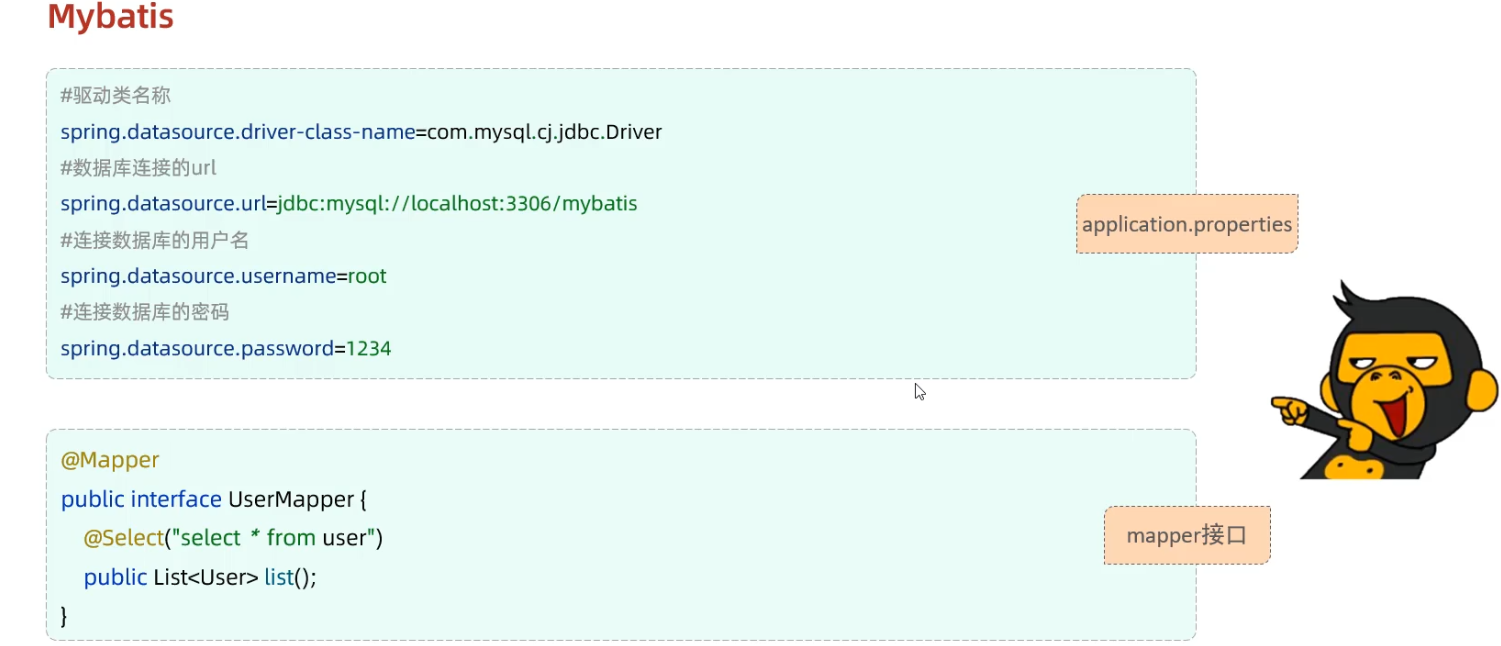 Mybatis
#驱动类名称
spring.datasource.driver-class-name=com.mysql.cj.jdbc.Driver
#数据库连接的url
spring.datasource.url=jdbc:mysql://localhost:3306/mybatis
application.properties
#连接数据库的用户名
spring.datasource.username=root
#连接数据库的密码
spring.datasource.password=1234
@Mapper
public interface UserMapper {
@Select("select * from user")
mapper接口
public List<User> list();
}